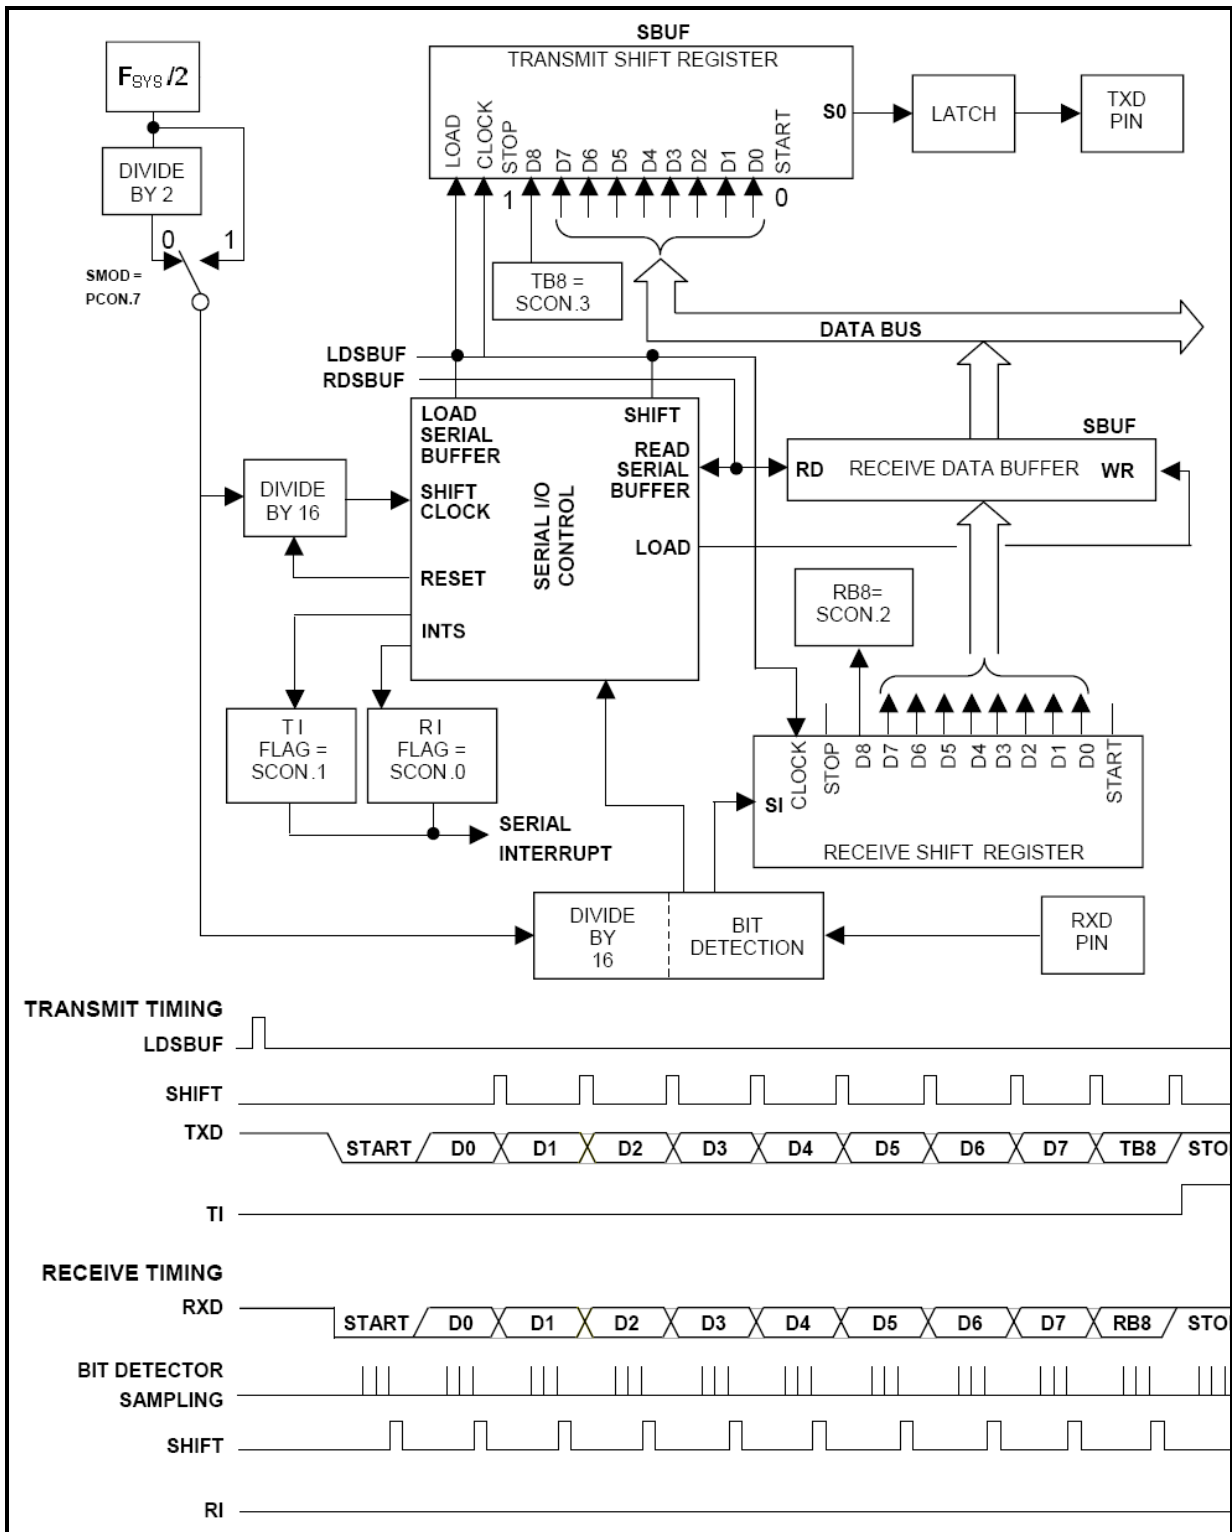 SBUF
TRANSMIT SHIFT REGISTER
F SYS /2
DIVIDE
BY 2
0 1
SMOD =
PCON.7
LOAD
CLOCK
STOP
D8
D7
D6
D5
D4
D3
D2
D1
D0
START
S0
LATCH
TXD
PIN
1
0
TB8 =
SCON.3
DATA BUS
LDSBUF
RDSBUF
LOAD
SERIAL
BUFFER
SHIFT
READ
SERIAL
BUFFER
SHIFT
CLOCK
SERIAL I/O
CONTROL
LOAD
RESET
INTS
DIVIDE
BY 16
SBUF
RD
RECEIVE DATA BUFFER
WR
RB8=
SCON.2
TI
FLAG =
SCON.1
RI
FLAG =
SCON.0
SERIAL
INTERRUPT
SI
CLOCK
STOP
D8
D7
D6
D5
D4
D3
D2
D1
D0
START
RECEIVE SHIFT REGISTER
DIVIDE
BY
16
BIT
DETECTION
RXD
PIN
TRANSMIT TIMING
LDSBUF
SHIFT
TXD START D0 D1 D2 D3 D4 D5 D6 D7 TB8 STO
TI
RECEIVE TIMING
RXD START D0 D1 D2 D3 D4 D5 D6 D7 RB8 STO
BIT DETECTOR
SAMPLING
SHIFT
RI